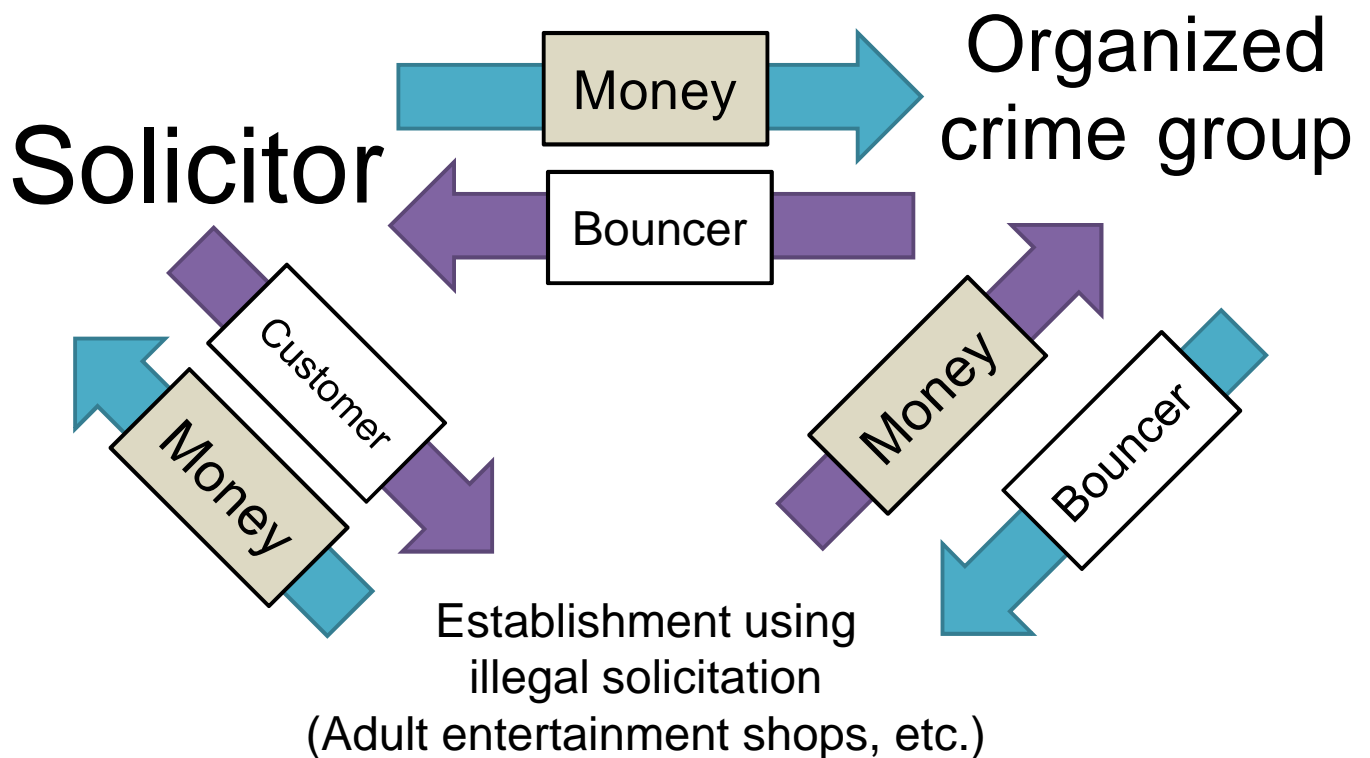 Organized
crime group
Money
Solicitor
Bouncer
Customer
Money
Money
Bouncer
Establishment using
illegal solicitation
(Adult entertainment shops, etc.)